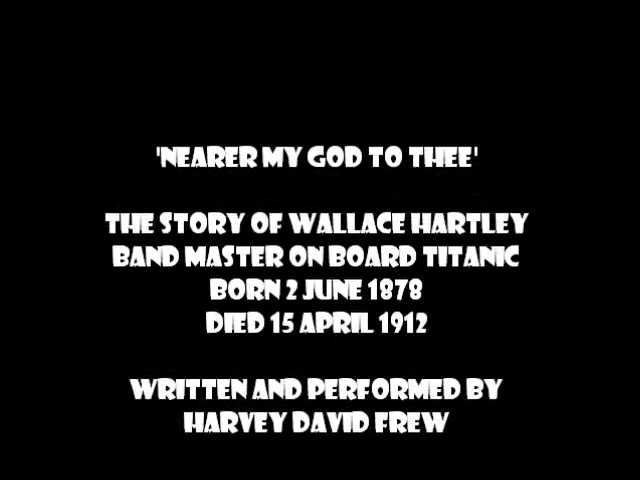 'NEARER MY GOD TO THEE'
THE STORY OF WALLACE HARTLEY
BAND MASTER ON BOARD TITANIC
BORN 2 JUNE 1878
DIED 15 APRIL 1912
WRITTEN AND PERFORMED BY
HARVEY DAVID FREW